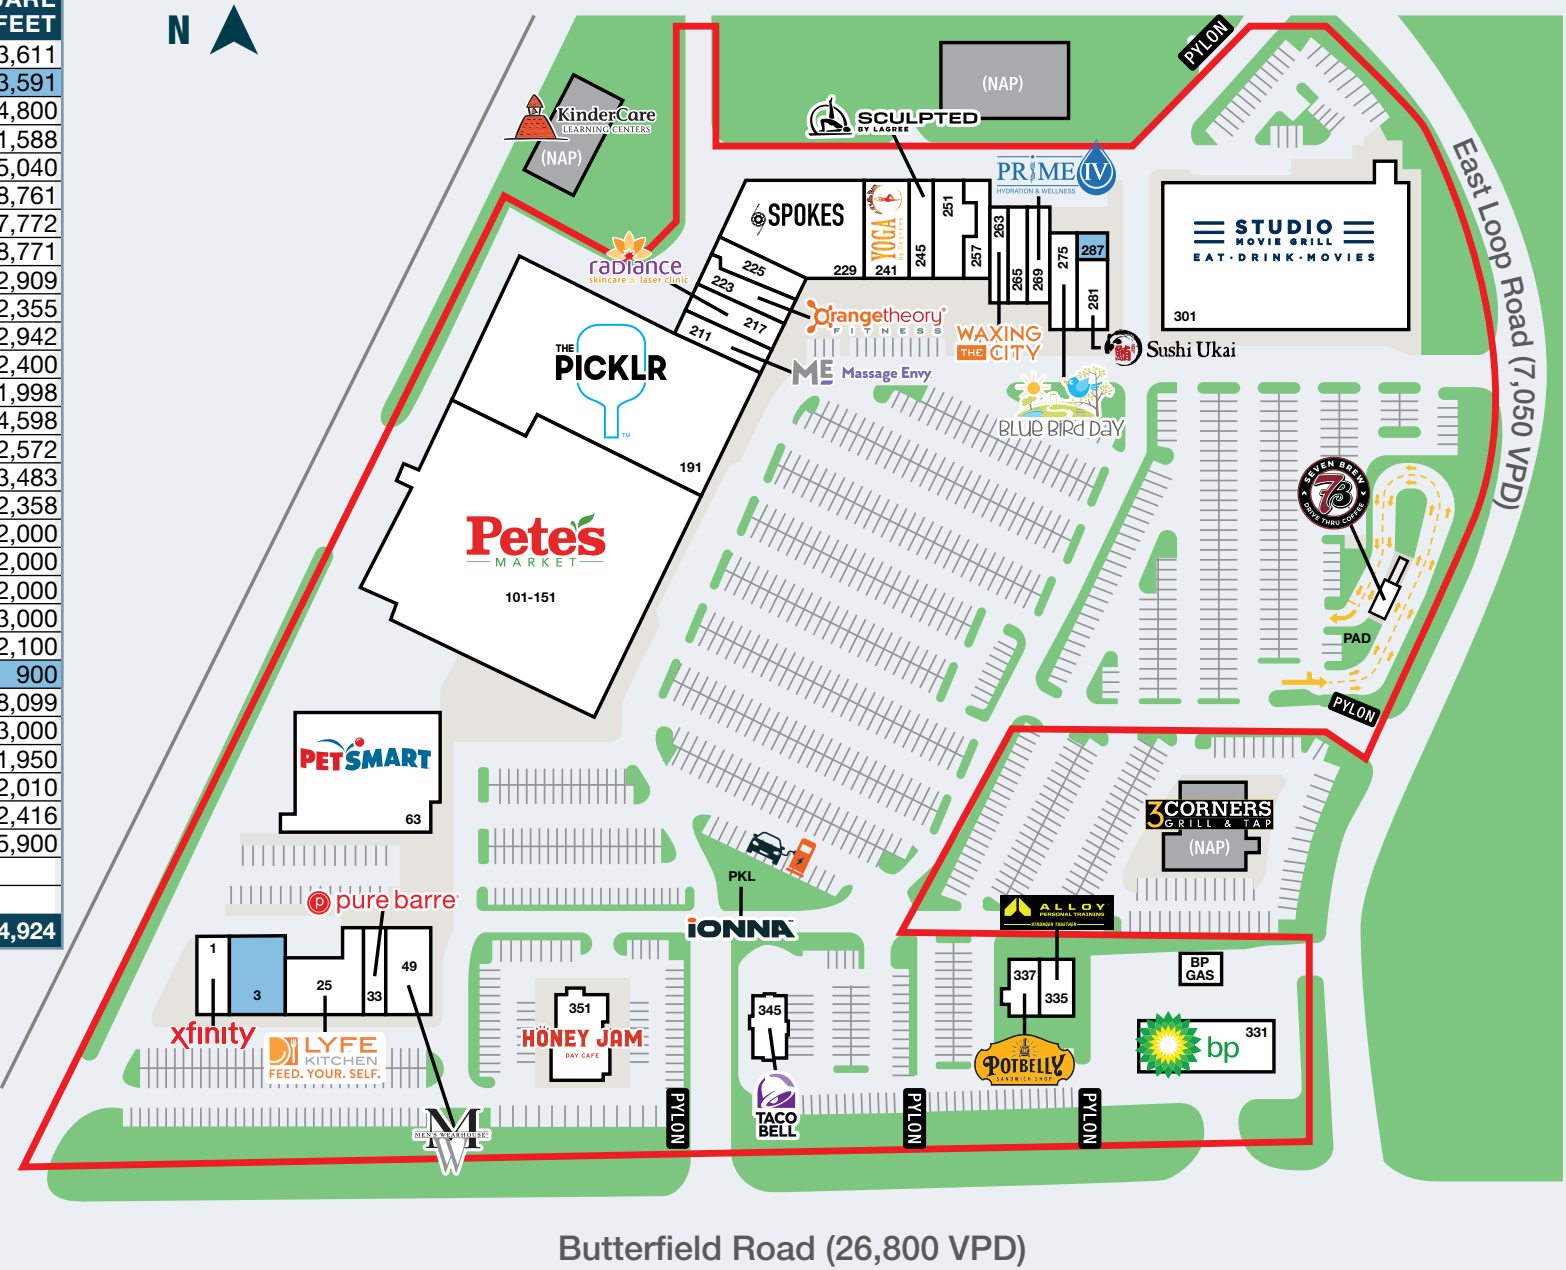 FEET
3,611
3,591
4,800
1,588
5,040
8,761
7,772
8,771
2,909
2,355
2,942
2,400
1,998
4,598
2,572
3,483
2,358
2,000
2,000
2,000
3,000
2,100
900
8,099
3,000
1,950
2,010
2,416
5,900
4,924
N
KinderCare
LEARNING CENTERS
(NAP)
(NAP)
PYLON
SCULPTED
BY LAGREE
PRIME IV
HYDRATION & WELLNESS
East Loop Road (7,050 VPD)
SPOKES
229
YOGA
241
245
251
257
263
265
269
275
287
281
STUDIO
MOVIE GRILL
EAT·DRINK·MOVIES
301
radiance
skincare & laser clinic
225
223
217
211
Orangetheory®
FITNESS
ME Massage Envy
WAXING
THE CITY
Sushi Ukai
BLUE BIRD DAY
THE
PICKLR
TM
191
Pete's
MARKET
101-151
SEVEN BREW
7B
DRIVE THRU COFFEE
PAD
PYLON
PETSMART
63
3 CORNERS
GRILL & TAP
(NAP)
PKL
IONNA
ALLOY
PERSONAL TRAINING
STRONGER TOGETHER
pure barre
1
3
25
33
49
xfinity
LYFE
KITCHEN
FEED. YOUR. SELF.
M
MEN'S WEARHOUSE
W
351
HONEY JAM
DAY CAFE
PYLON
345
TACO
BELL
PYLON
337
335
POTBELLY
SANDWICH SHOP
PYLON
BP
GAS
331
bp
Butterfield Road (26,800 VPD)